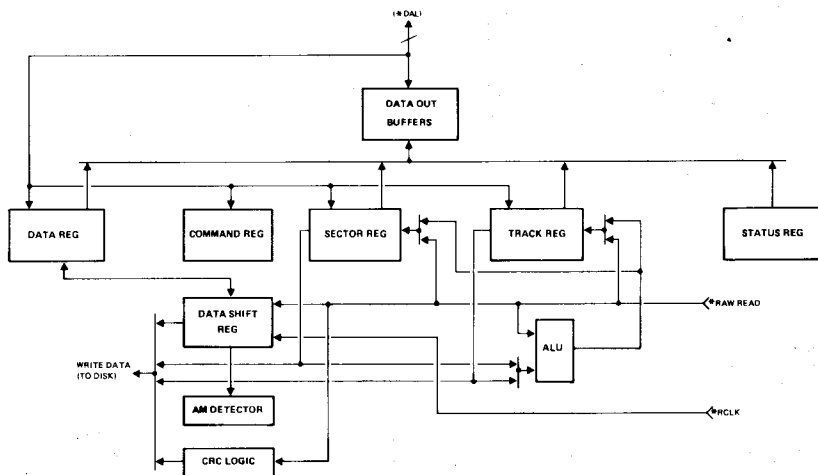 (*DAL)
DATA OUT
BUFFERS
DATA REG
COMMAND REG
SECTOR REG
TRACK REG
STATUS REG
DATA SHIFT
REG
*RAW READ
ALU
WRITE DATA
(TO DISK)
AM DETECTOR
*RCLK
CRC LOGIC